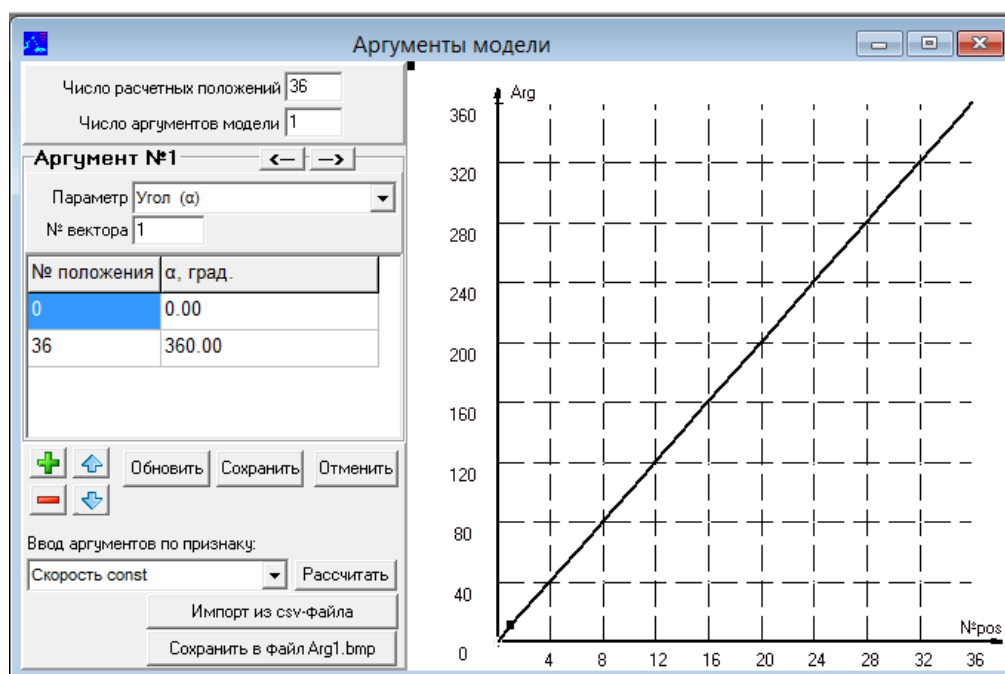 Аргументы модели
Число расчетных положений 36
Число аргументов модели 1
Аргумент №1 <— —>
Параметр Угол (α)
№ вектора 1
№ положения α, град.
0 0.00
36 360.00
Обновить Сохранить Отменить
Ввод аргументов по признаку:
Скорость const Рассчитать
Импорт из csv-файла
Сохранить в файл Arg1.bmp
Arg
360
320
280
240
200
160
120
80
40
0
N²pos
4 8 12 16 20 24 28 32 36